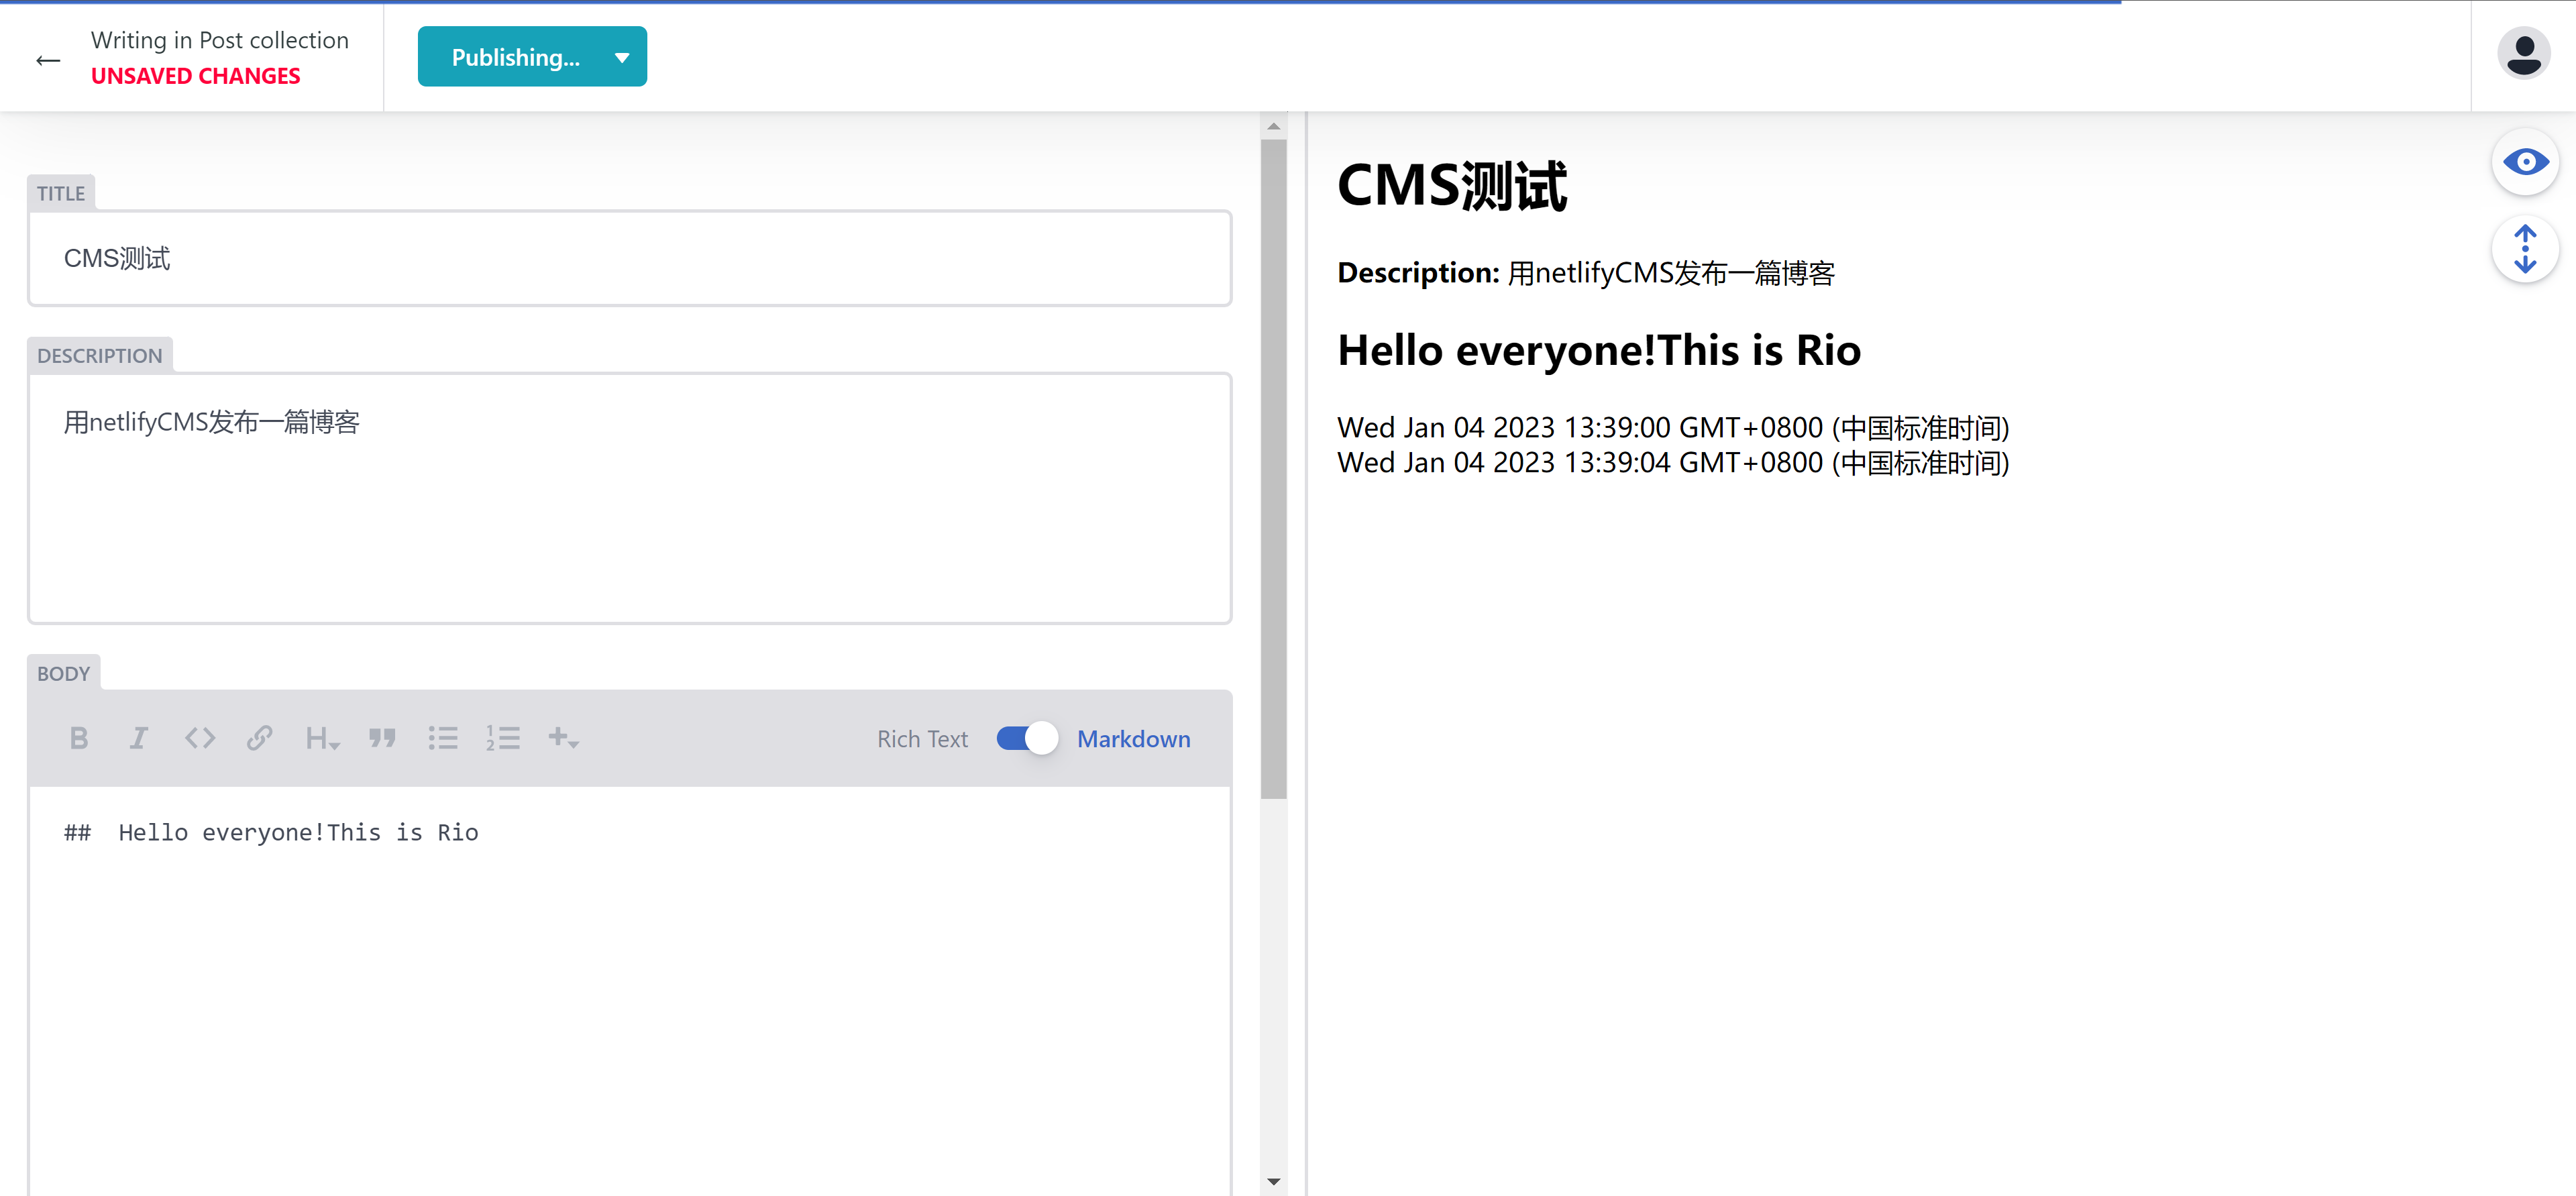 Writing in Post collection
UNSAVED CHANGES
Publishing...
TITLE
CMS测试
DESCRIPTION
用netlifyCMS发布一篇博客
BODY
Rich Text
Markdown
##  Hello everyone!This is Rio
CMS测试
Description: 用netlifyCMS发布一篇博客
Hello everyone!This is Rio
Wed Jan 04 2023 13:39:00 GMT+0800 (中国标准时间)
Wed Jan 04 2023 13:39:04 GMT+0800 (中国标准时间)